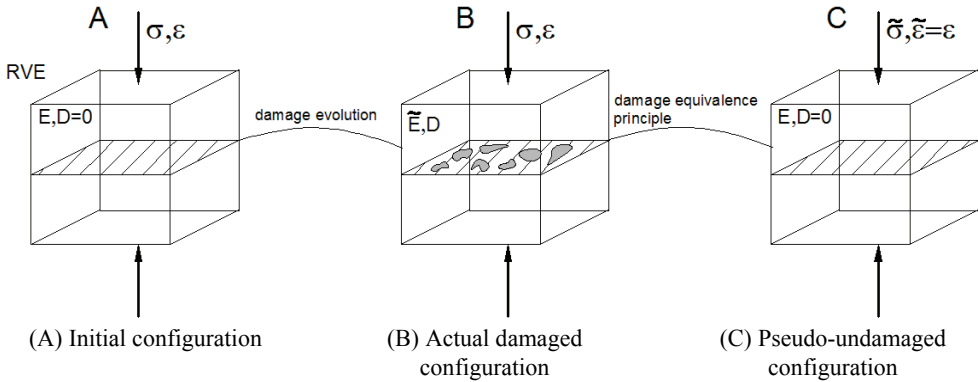 A
B
C
σ,ε
σ,ε
σ̃,ε̃=ε
RVE
E,D=0
Ẽ,D
E,D=0
damage evolution
damage equivalence
principle
(A) Initial configuration
(B) Actual damaged
configuration
(C) Pseudo-undamaged
configuration